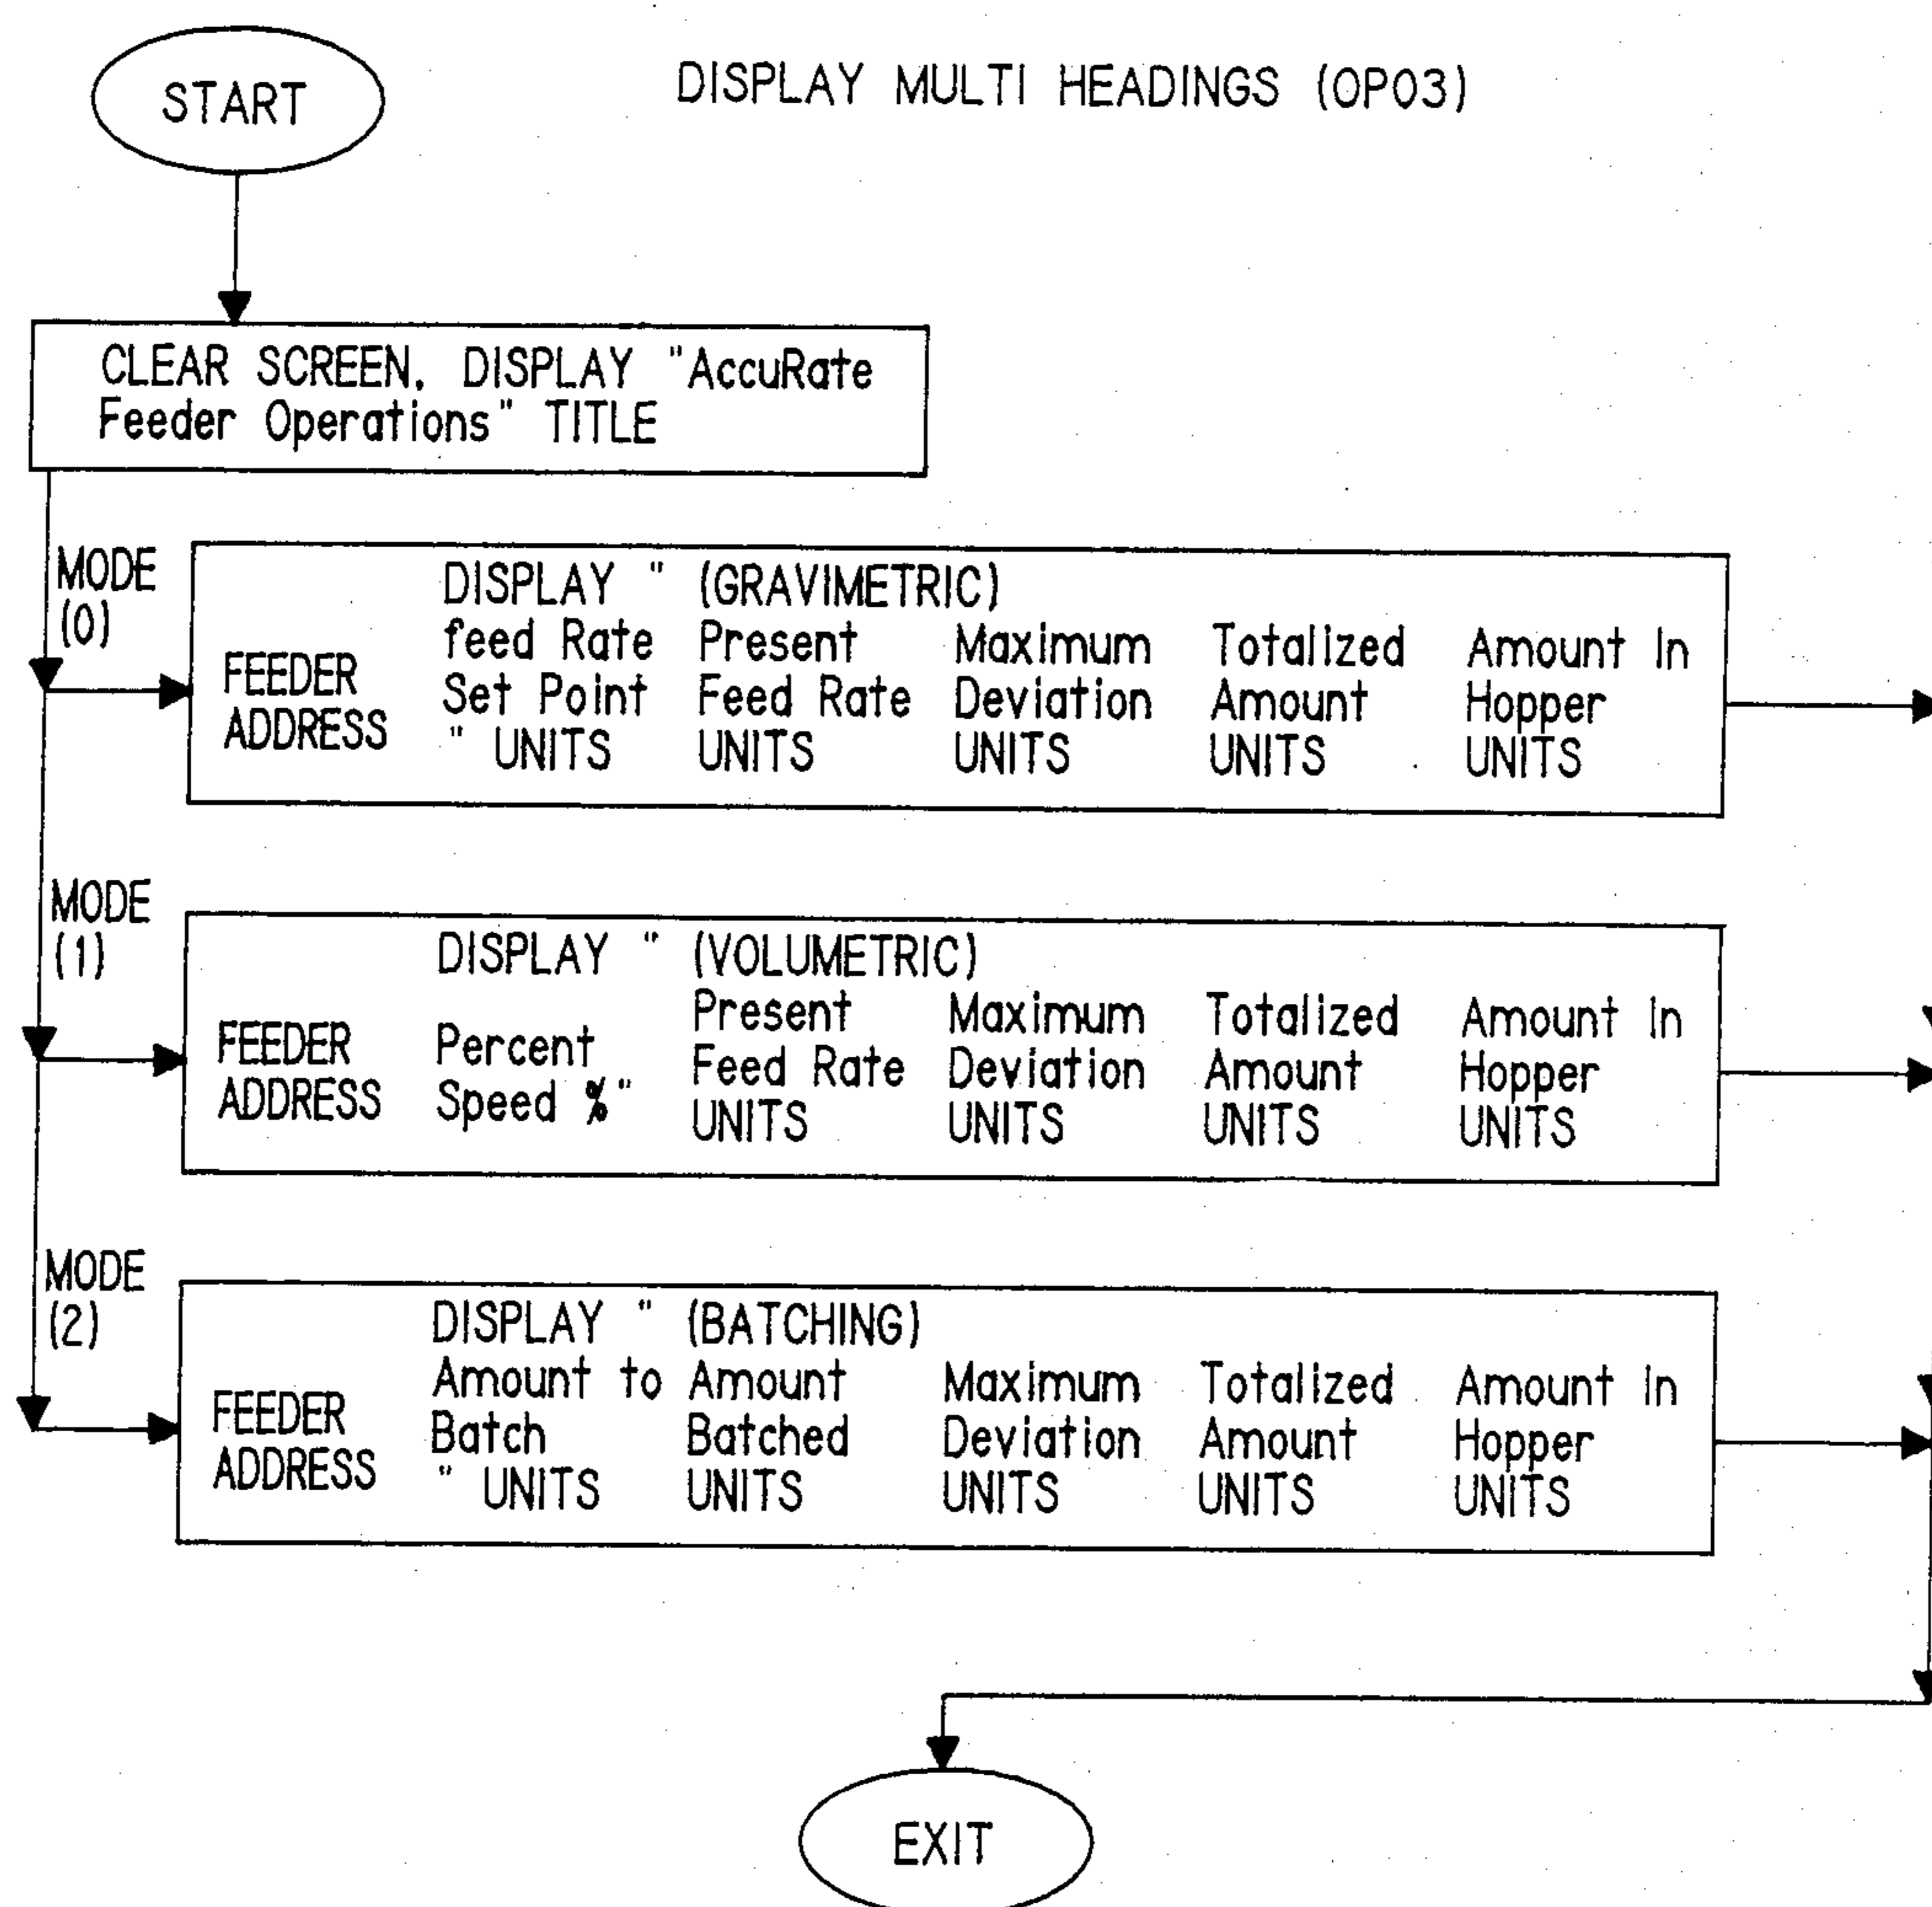 START
DISPLAY MULTI HEADINGS (OP03)
CLEAR SCREEN, DISPLAY "AccuRate
Feeder Operations" TITLE
MODE
(0)
DISPLAY " (GRAVIMETRIC)
feed Rate Present Maximum Totalized Amount In
FEEDER Set Point Feed Rate Deviation Amount Hopper
ADDRESS " UNITS UNITS UNITS UNITS UNITS
MODE
(1)
DISPLAY " (VOLUMETRIC)
Present Maximum Totalized Amount In
FEEDER Percent Feed Rate Deviation Amount Hopper
ADDRESS Speed %" UNITS UNITS UNITS UNITS
MODE
(2)
DISPLAY " (BATCHING)
Amount to Amount Maximum Totalized Amount In
FEEDER Batch Batched Deviation Amount Hopper
ADDRESS " UNITS UNITS UNITS UNITS UNITS
EXIT